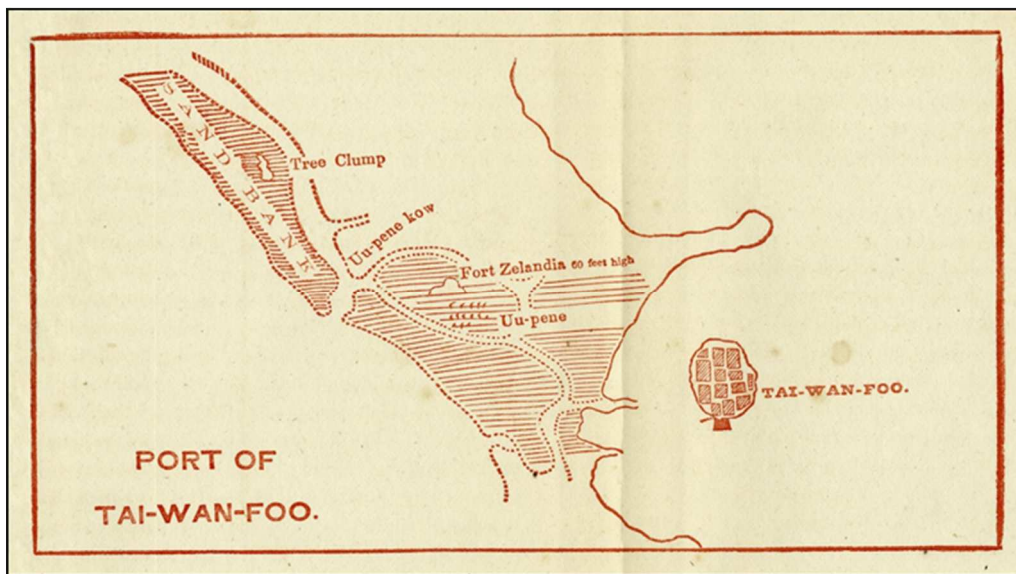 SAND BANK
Tree Clump
Uu-pene kow
Fort Zelandia 60 feet high
Uu-pene
TAI-WAN-FOO.
PORT OF
TAI-WAN-FOO.